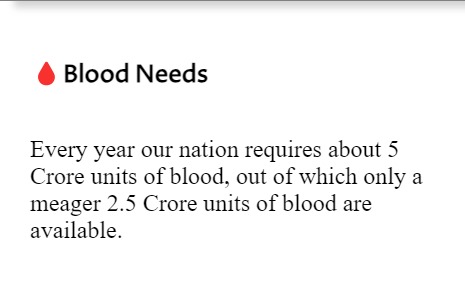 Blood Needs
Every year our nation requires about 5
Crore units of blood, out of which only a
meager 2.5 Crore units of blood are
available.